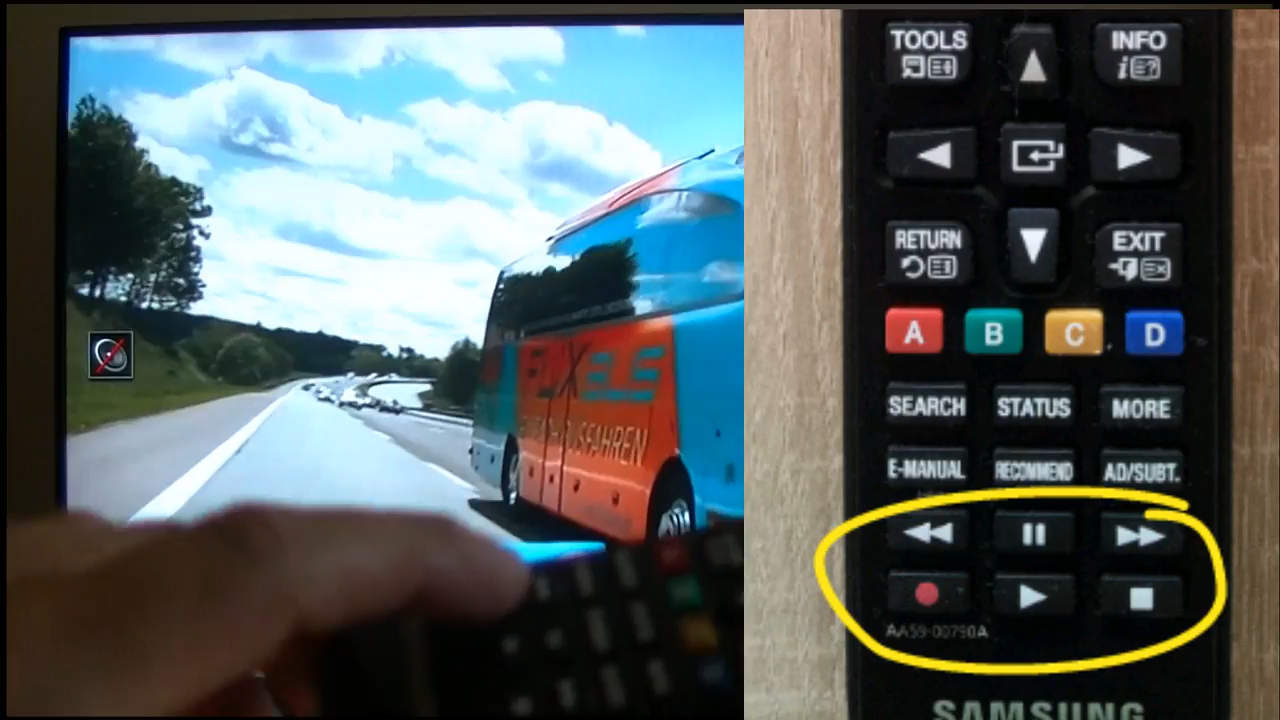 TOOLS
INFO
RETURN
EXIT
A B C D
SEARCH STATUS MORE
E-MANUAL RECOMMEND AD/SUBT.
AA59-00790A
SAMSUNG